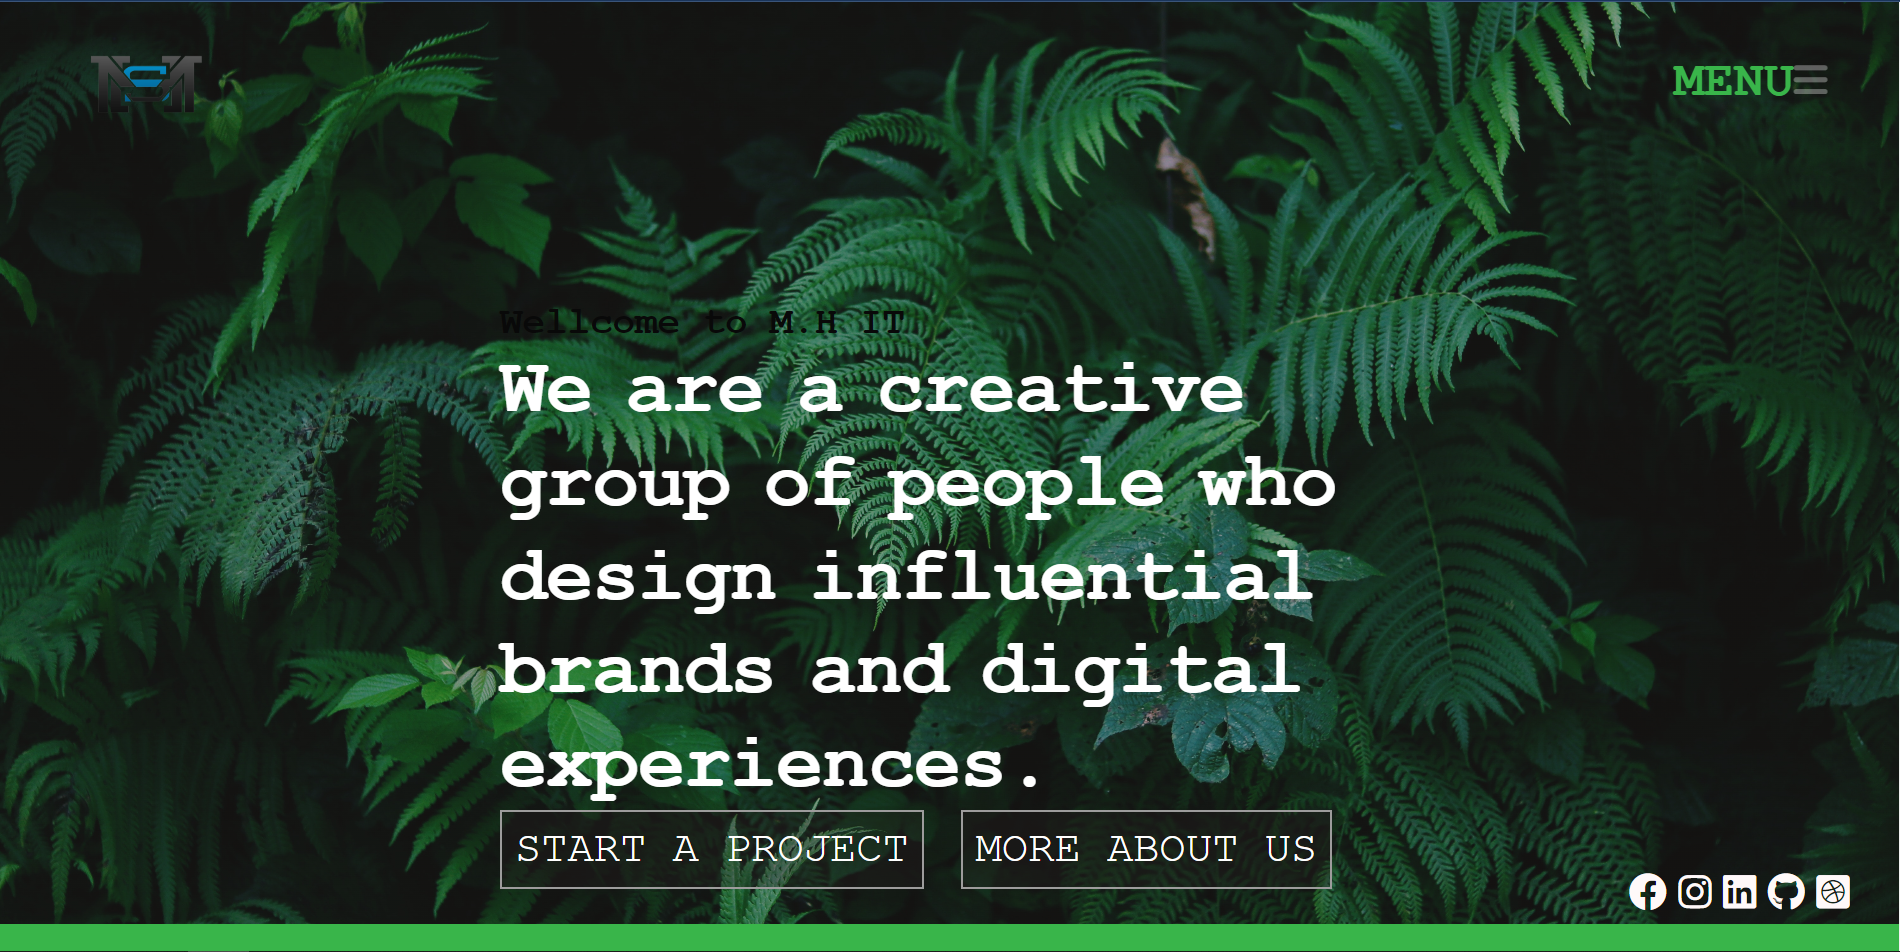 MENU
Wellcome to M.H IT
We are a creative
group of people who
design influential
brands and digital
experiences.
START A PROJECT
MORE ABOUT US